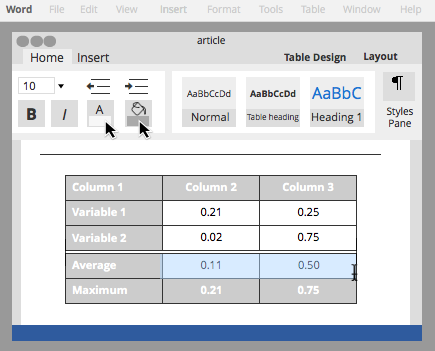 Word File Edit View Insert Format Tools Table Window Help
article
Home Insert Table Design Layout
10
AaBbCcDd AaBbCcDd AaBbC ¶
B I A
Normal Table heading Heading 1 Styles Pane
Column 1 Column 2 Column 3
Variable 1 0.21 0.25
Variable 2 0.02 0.75
Average 0.11 0.50
Maximum 0.21 0.75